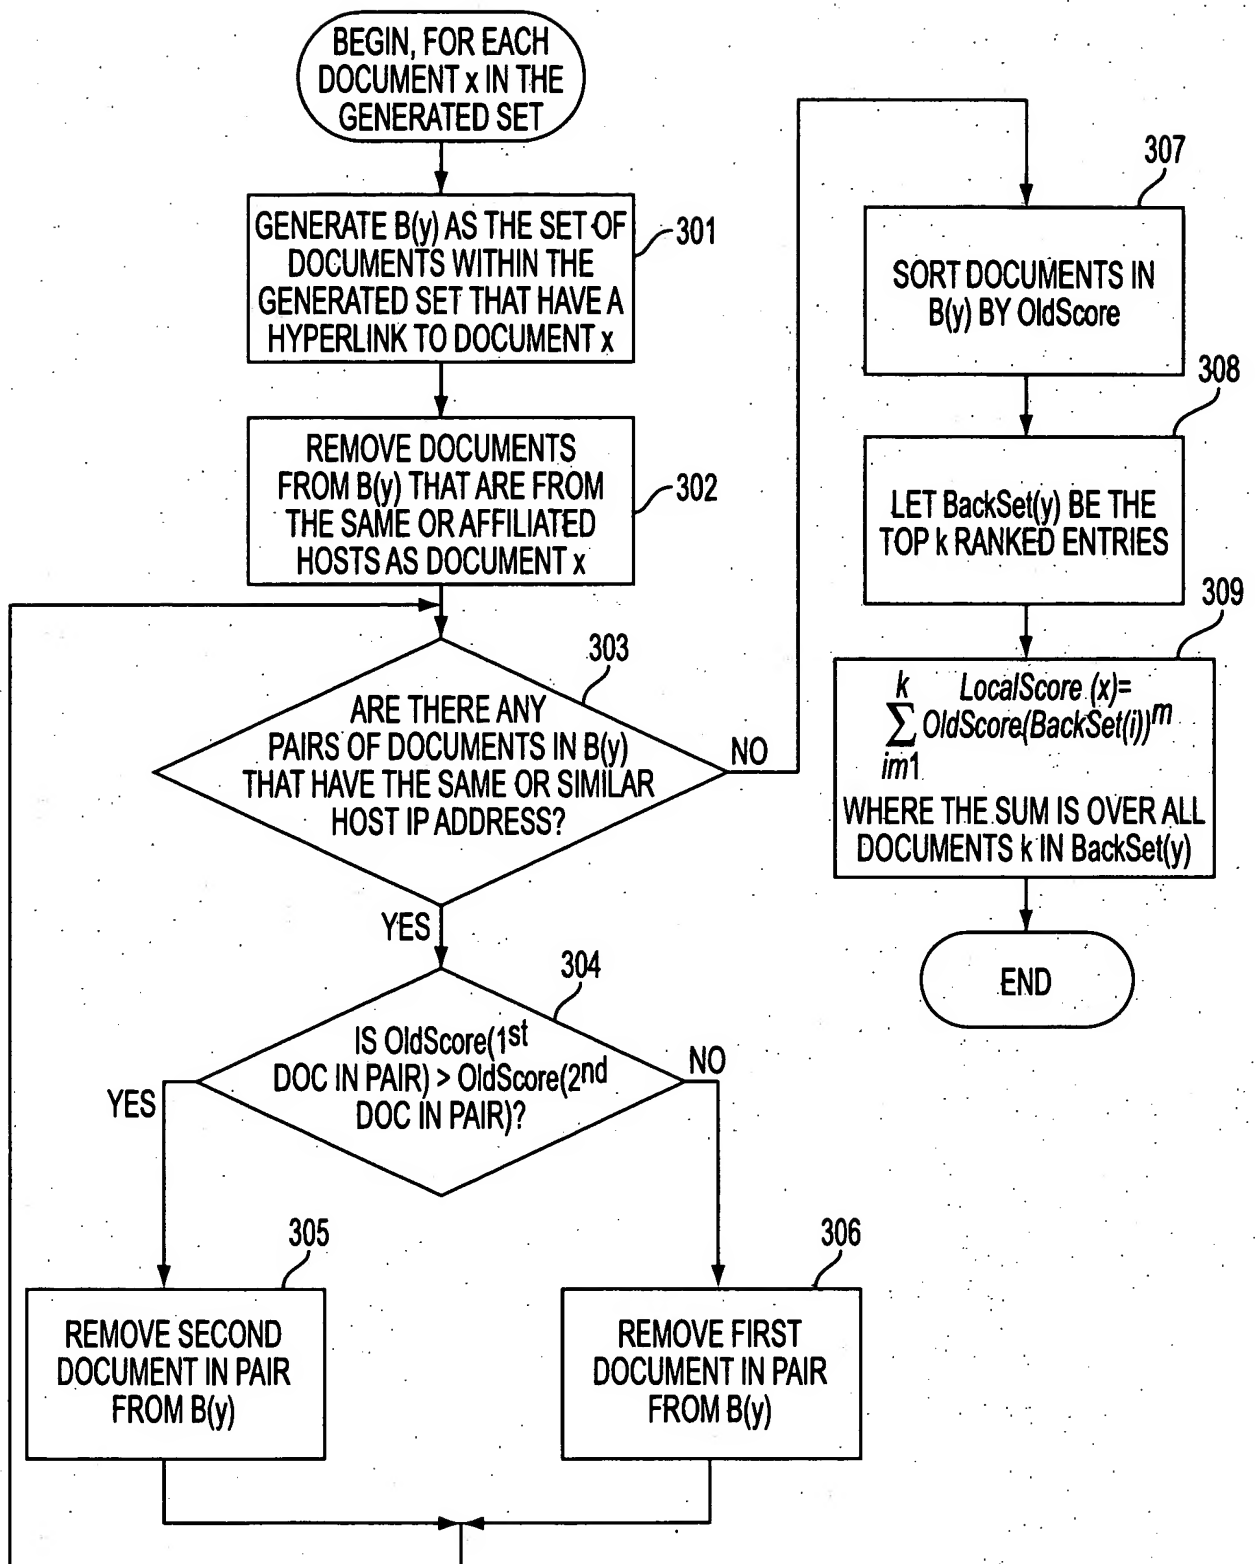 BEGIN, FOR EACH
DOCUMENT x IN THE
GENERATED SET
GENERATE B(y) AS THE SET OF
DOCUMENTS WITHIN THE
GENERATED SET THAT HAVE A
HYPERLINK TO DOCUMENT x
301
REMOVE DOCUMENTS
FROM B(y) THAT ARE FROM
THE SAME OR AFFILIATED
HOSTS AS DOCUMENT x
302
303
ARE THERE ANY
PAIRS OF DOCUMENTS IN B(y)
THAT HAVE THE SAME OR SIMILAR
HOST IP ADDRESS?
NO
YES
304
IS OldScore(1st
DOC IN PAIR) > OldScore(2nd
DOC IN PAIR)?
YES
NO
305
REMOVE SECOND
DOCUMENT IN PAIR
FROM B(y)
306
REMOVE FIRST
DOCUMENT IN PAIR
FROM B(y)
307
SORT DOCUMENTS IN
B(y) BY OldScore
308
LET BackSet(y) BE THE
TOP k RANKED ENTRIES
309
k LocalScore (x)=
∑ OldScore(BackSet(i))m
im1
WHERE THE SUM IS OVER ALL
DOCUMENTS k IN BackSet(y)
END